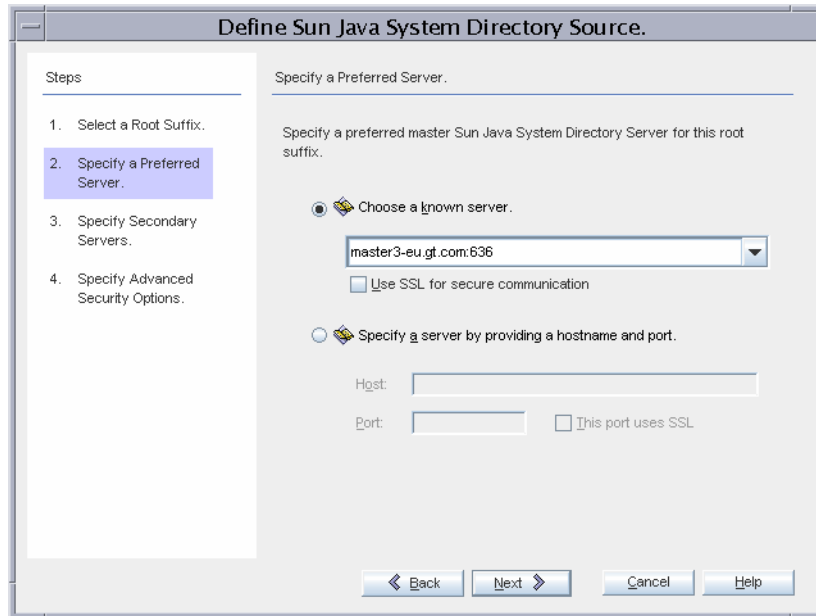 Define Sun Java System Directory Source.
Steps
1. Select a Root Suffix.
2. Specify a Preferred
Server.
3. Specify Secondary
Servers.
4. Specify Advanced
Security Options.
Specify a Preferred Server.
Specify a preferred master Sun Java System Directory Server for this root
suffix.
Choose a known server.
master3-eu.gt.com:636
Use SSL for secure communication
Specify a server by providing a hostname and port.
Host:
Port:
This port uses SSL
Back
Next
Cancel
Help